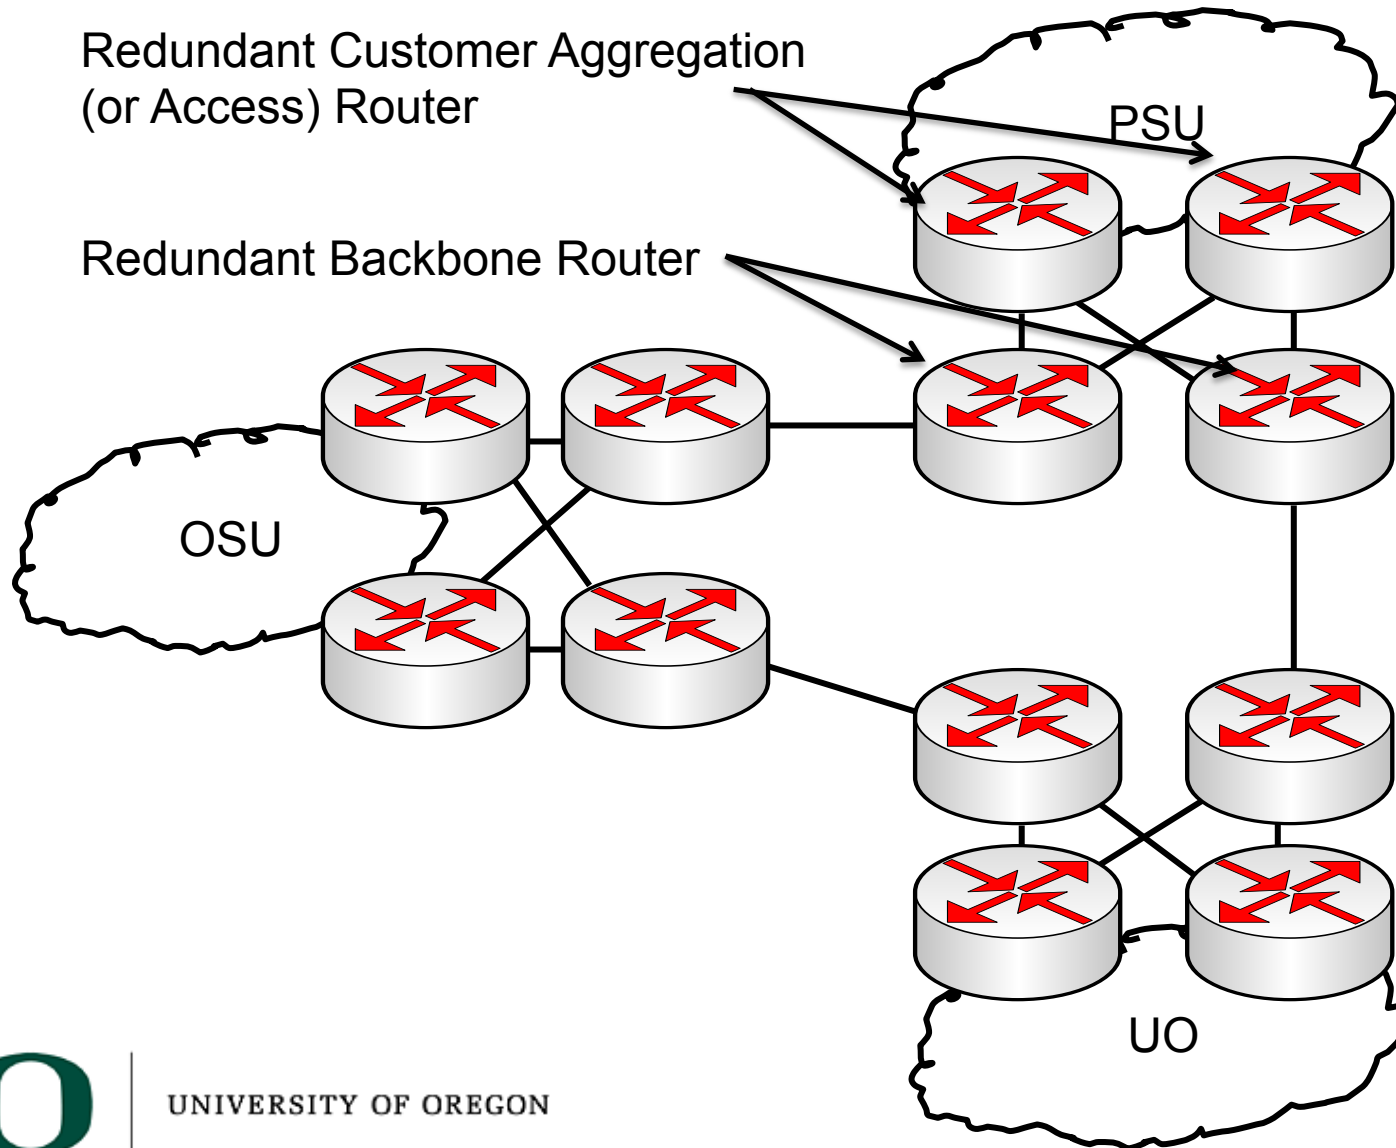 Redundant Customer Aggregation
(or Access) Router
PSU
Redundant Backbone Router
OSU
UO
O
UNIVERSITY OF OREGON